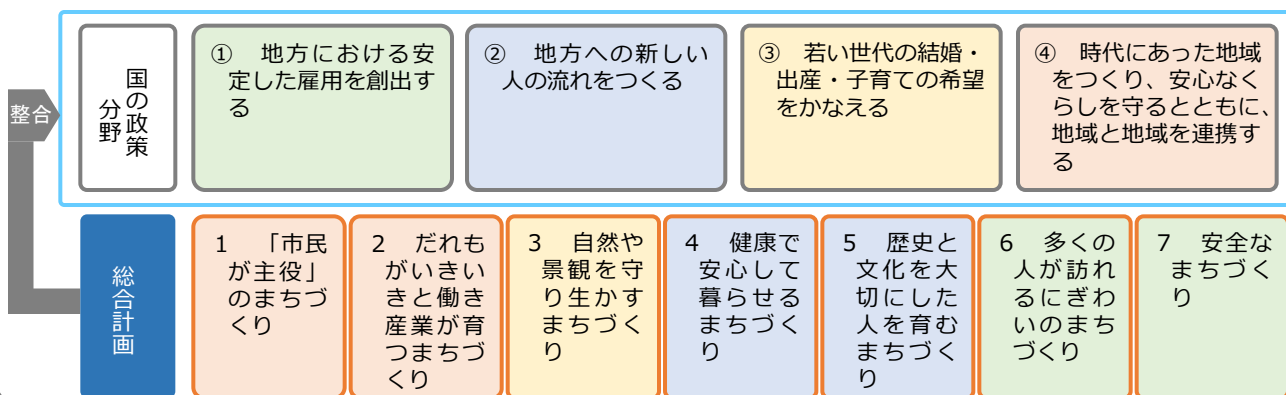 整合
国の政策
分野
① 地方における安
定した雇用を創出す
る
② 地方への新しい
人の流れをつくる
③ 若い世代の結婚・
出産・子育ての希望
をかなえる
④ 時代にあった地域
をつくり、安心なく
らしを守るとともに、
地域と地域を連携す
る
総合計画
1 「市民
が主役」
のまちづ
くり
2 だれも
がいきい
きと働き
産業が育
つまちづ
くり
3 自然や
景観を守
り生かす
まちづく
り
4 健康で
安心して
暮らせる
まちづく
り
5 歴史と
文化を大
切にした
人を育む
まちづく
り
6 多くの
人が訪れ
るにぎわ
いのまち
づくり
7 安全な
まちづく
り